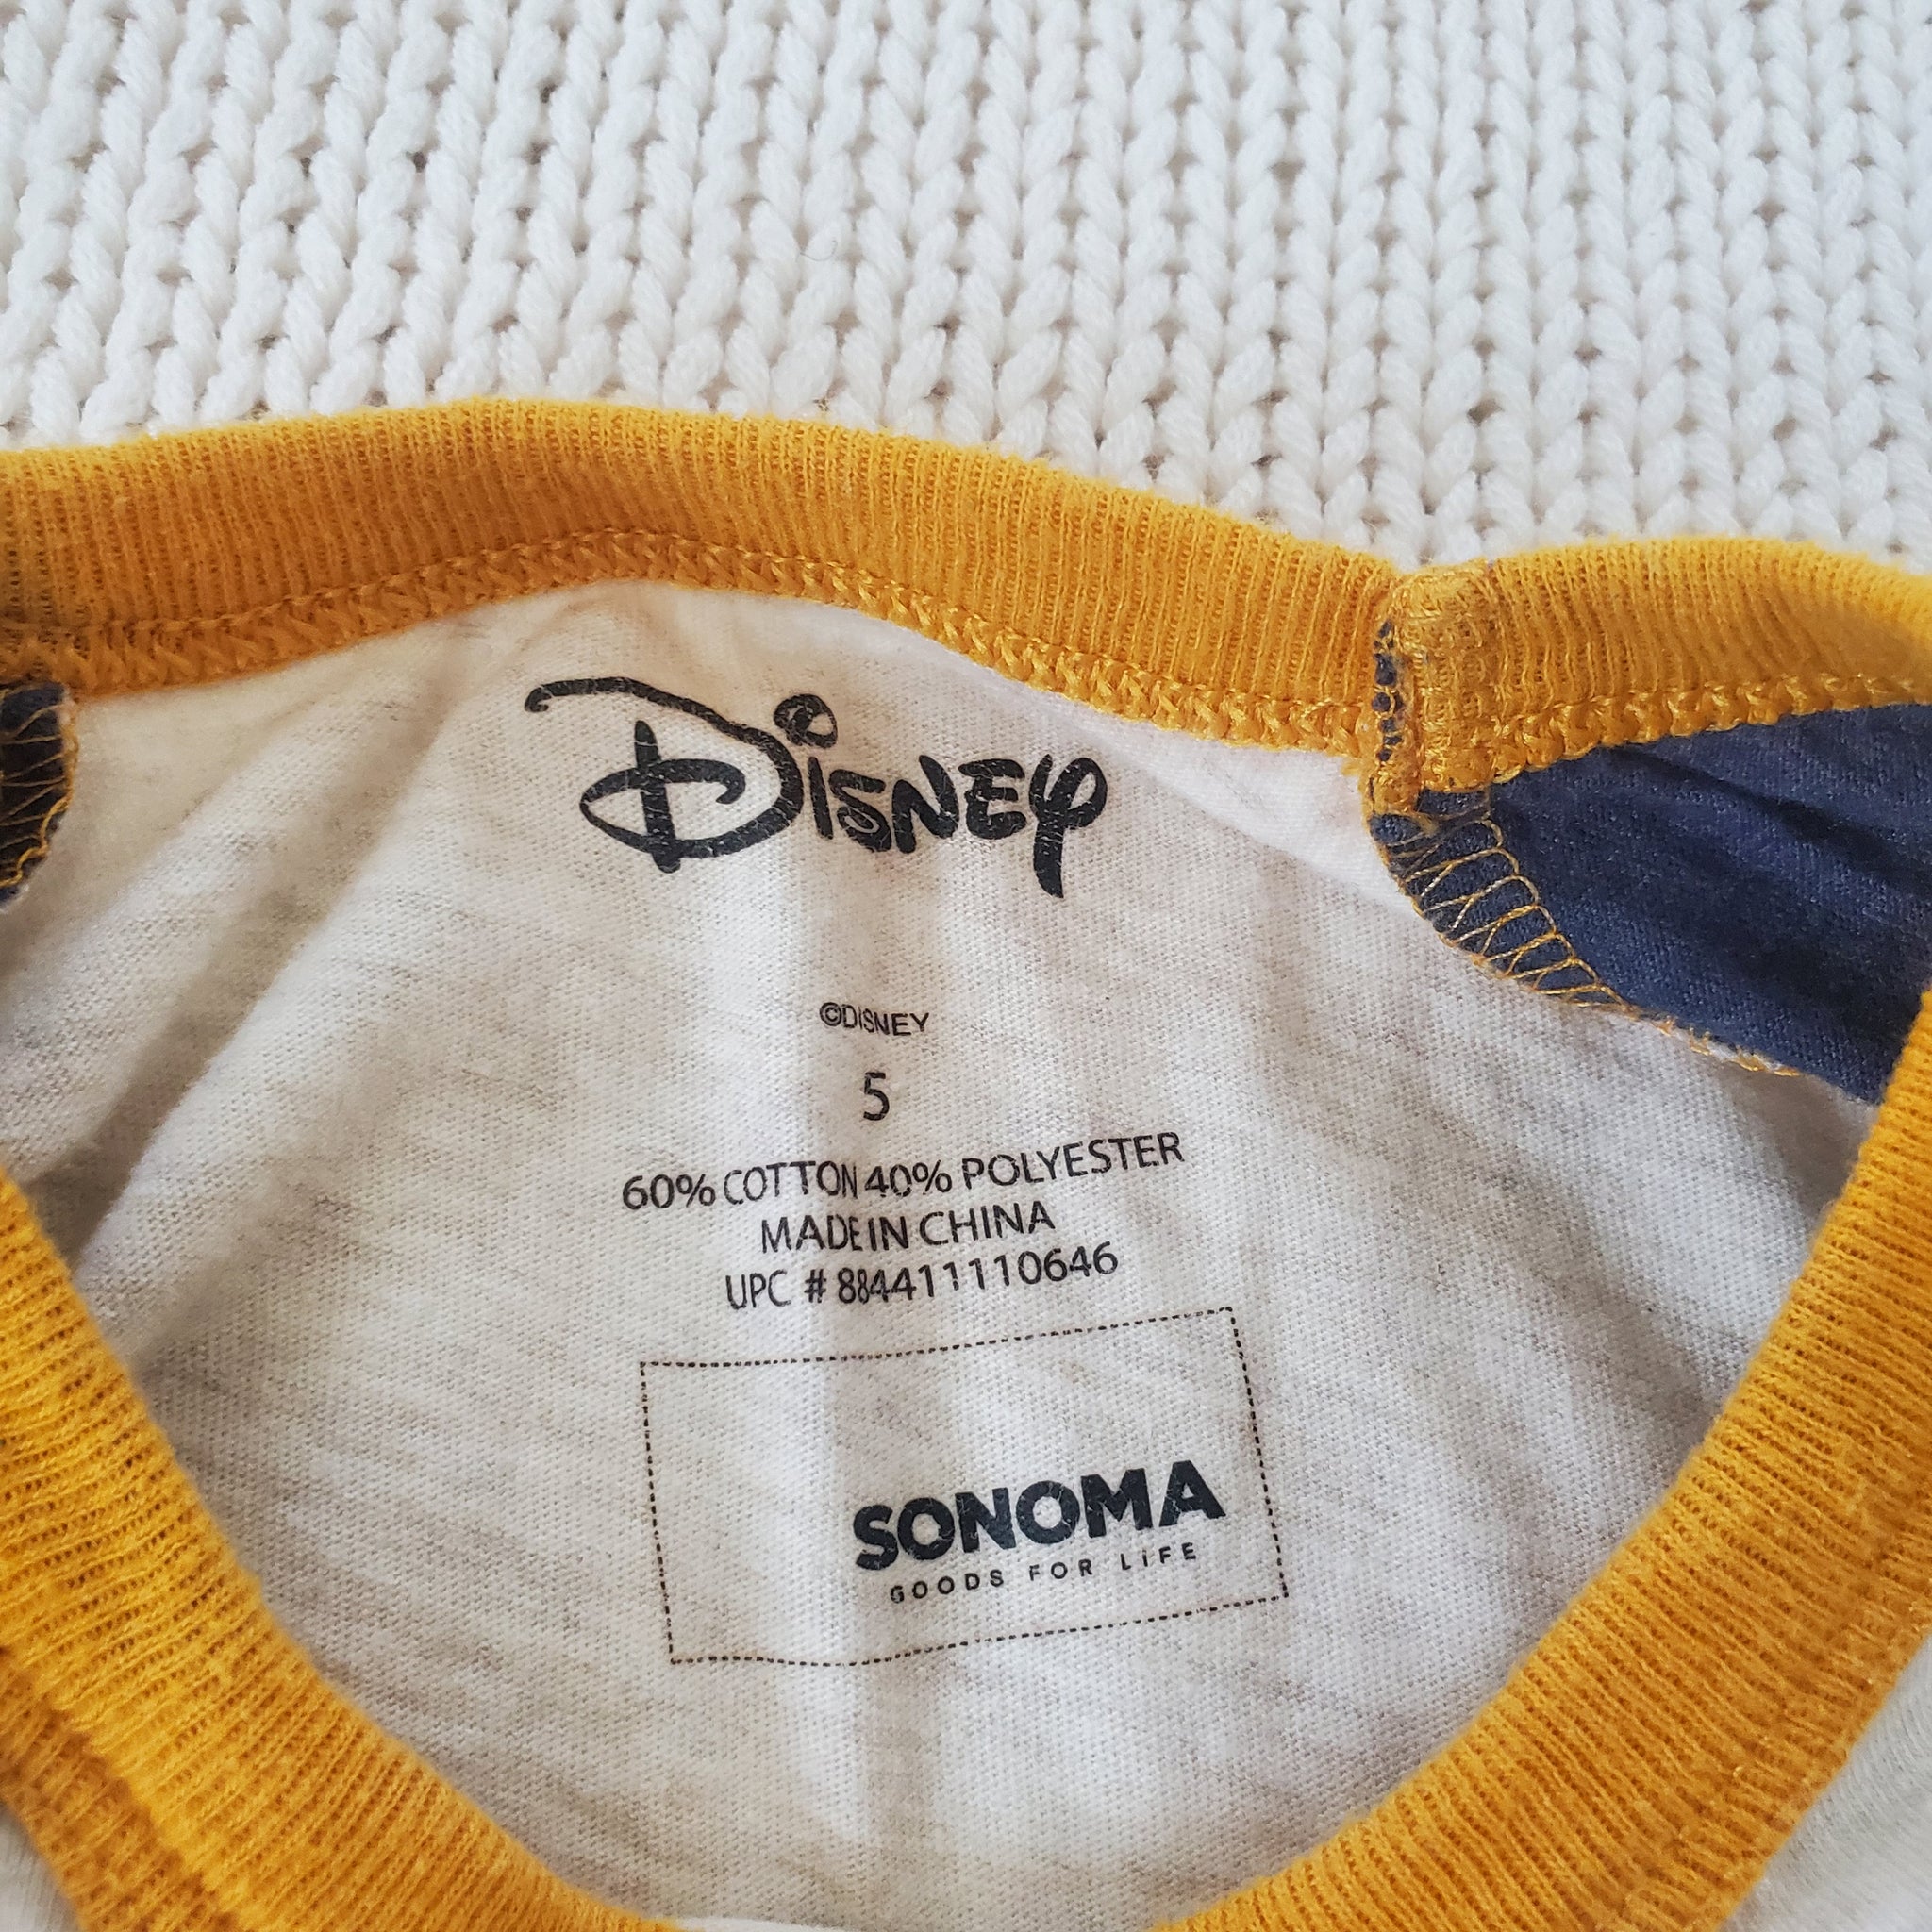 DISNEY
©DISNEY
5
60% COTTON 40% POLYESTER
MADE IN CHINA
UPC # 884411110646
SONOMA
GOODS FOR LIFE